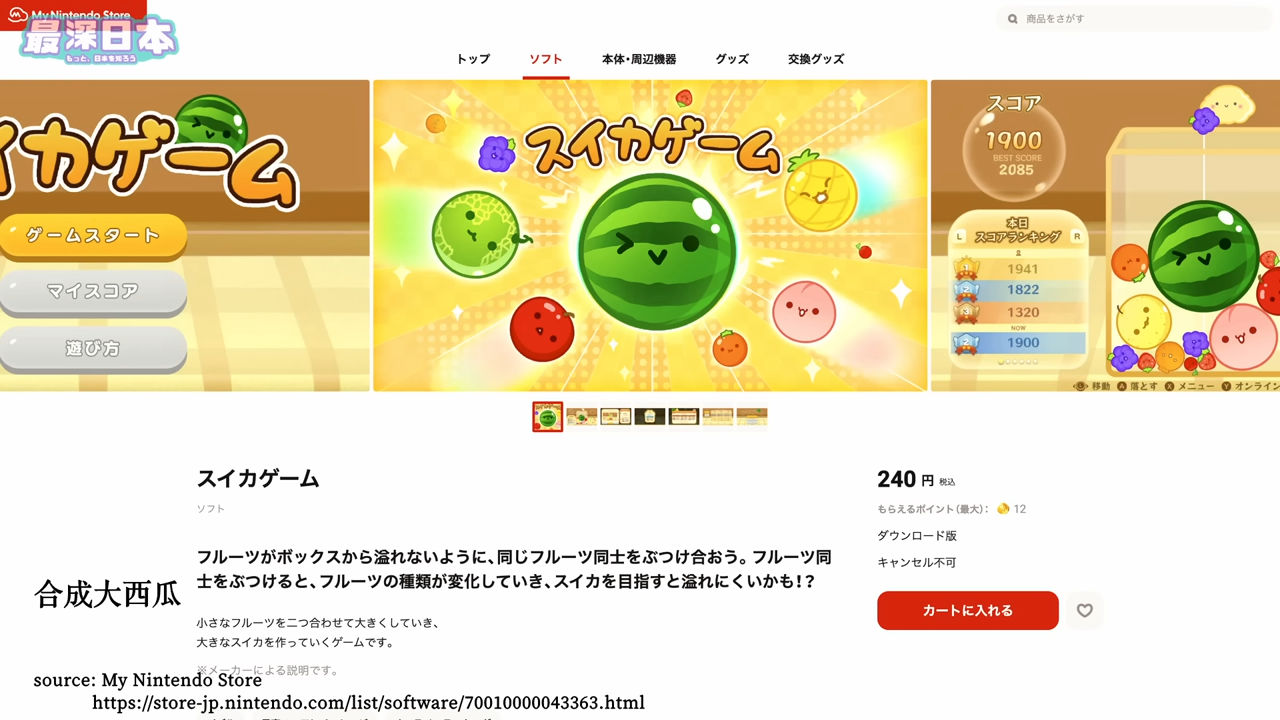 My Nintendo Store
最深日本
もっと、日本を知ろう
商品をさがす
トップ
ソフト
本体・周辺機器
グッズ
交換グッズ
イカゲーム
ゲームスタート
マイスコア
遊び方
スイカゲーム
スコア
1900
BEST SCORE
2085
本日
L スコアランキング R
2
1 1941
2 1822
3 1320
NOW
2 1900
L 移動 A 落とす X メニュー Y オンライン
スイカゲーム
ソフト
フルーツがボックスから溢れないように、同じフルーツ同士をぶつけ合おう。フルーツ同
士をぶつけると、フルーツの種類が変化していき、スイカを目指すと溢れにくいかも！？
小さなフルーツを二つ合わせて大きくしていき、
大きなスイカを作っていくゲームです。
※メーカーによる説明です。
240 円 税込
もらえるポイント（最大）： 12
ダウンロード版
キャンセル不可
カートに入れる
合成大西瓜
source: My Nintendo Store
https://store-jp.nintendo.com/list/software/70010000043363.html